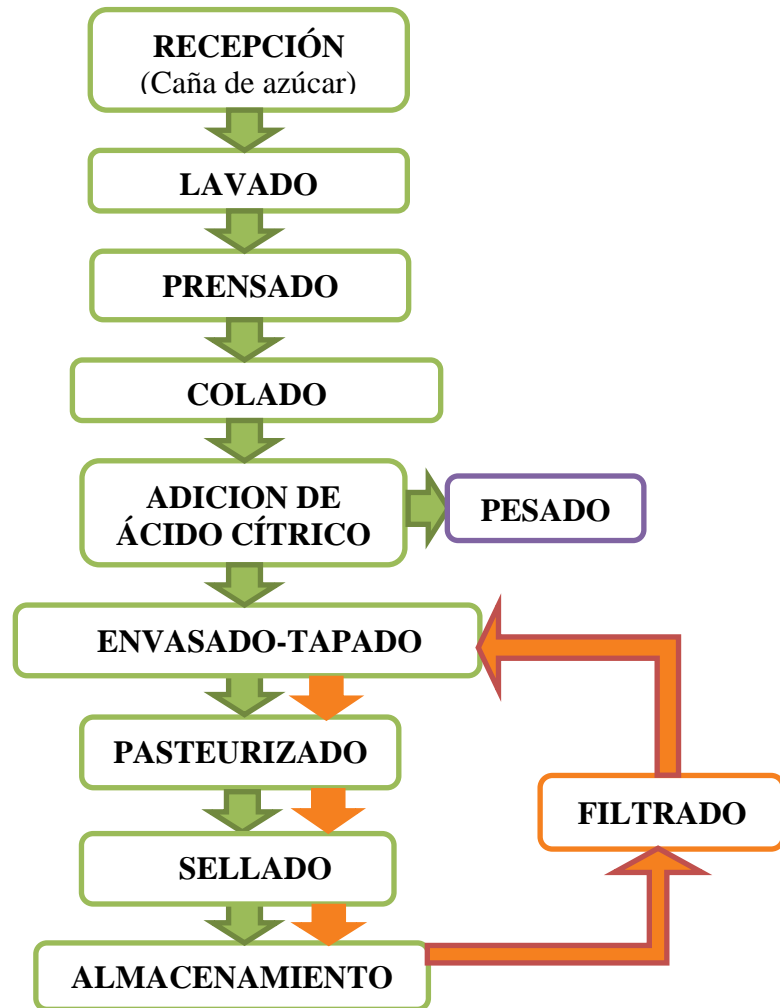 RECEPCIÓN
(Caña de azúcar)
LAVADO
PRENSADO
COLADO
ADICION DE
ÁCIDO CÍTRICO
PESADO
ENVASADO-TAPADO
PASTEURIZADO
FILTRADO
SELLADO
ALMACENAMIENTO